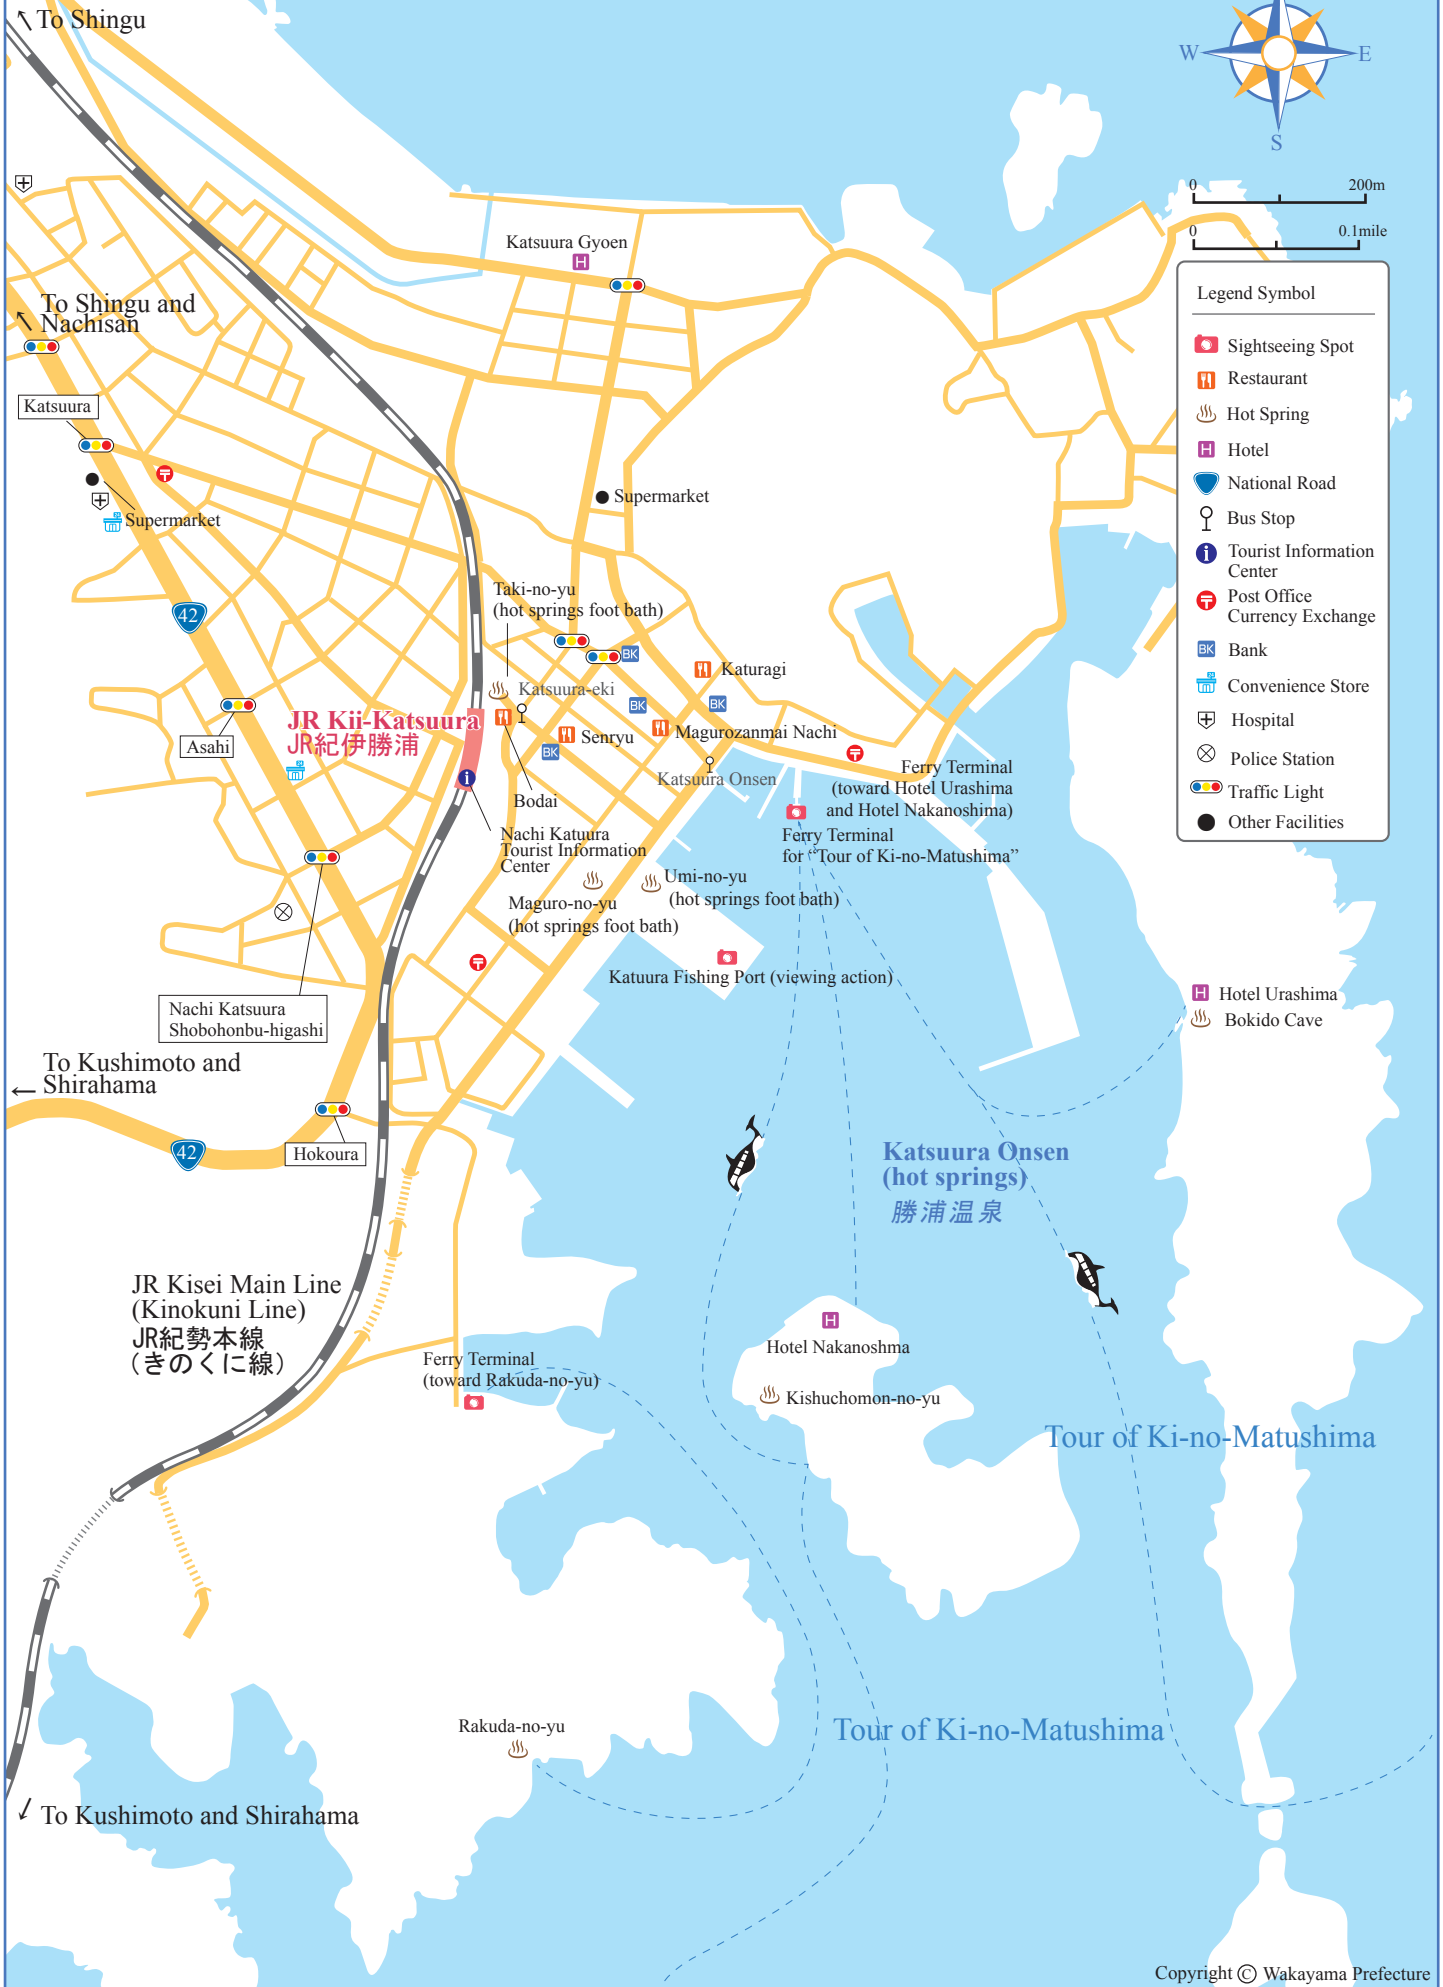 To Shingu
W
E
S
0
200m
0
0.1mile
Katsuura Gyoen
H
To Shingu and
Nachisan
Katsuura
Supermarket
Supermarket
42
Taki-no-yu
(hot springs foot bath)
BK
Katuragi
Katsuura-eki
BK
BK
JR Kii-Katsuura
JR紀伊勝浦
Asahi
Senryu
Magurozanmai Nachi
BK
Katsuura Onsen
i
Bodai
Ferry Terminal
(toward Hotel Urashima
and Hotel Nakanoshima)
Nachi Katuura
Tourist Information
Center
Ferry Terminal
for “Tour of Ki-no-Matushima”
Umi-no-yu
(hot springs foot bath)
Maguro-no-yu
(hot springs foot bath)
Katuura Fishing Port (viewing action)
Nachi Katsuura
Shobohonbu-higashi
H
Hotel Urashima
Bokido Cave
To Kushimoto and
Shirahama
42
Hokoura
Katsuura Onsen
(hot springs)
勝浦温泉
JR Kisei Main Line
(Kinokuni Line)
JR紀勢本線
(きのくに線)
H
Hotel Nakanoshma
Ferry Terminal
(toward Rakuda-no-yu)
Kishuchomon-no-yu
Tour of Ki-no-Matushima
Rakuda-no-yu
Tour of Ki-no-Matushima
To Kushimoto and Shirahama
Legend Symbol
Sightseeing Spot
Restaurant
Hot Spring
H
Hotel
National Road
Bus Stop
i
Tourist Information
Center
Post Office
Currency Exchange
BK
Bank
Convenience Store
Hospital
Police Station
Traffic Light
Other Facilities
Copyright © Wakayama Prefecture